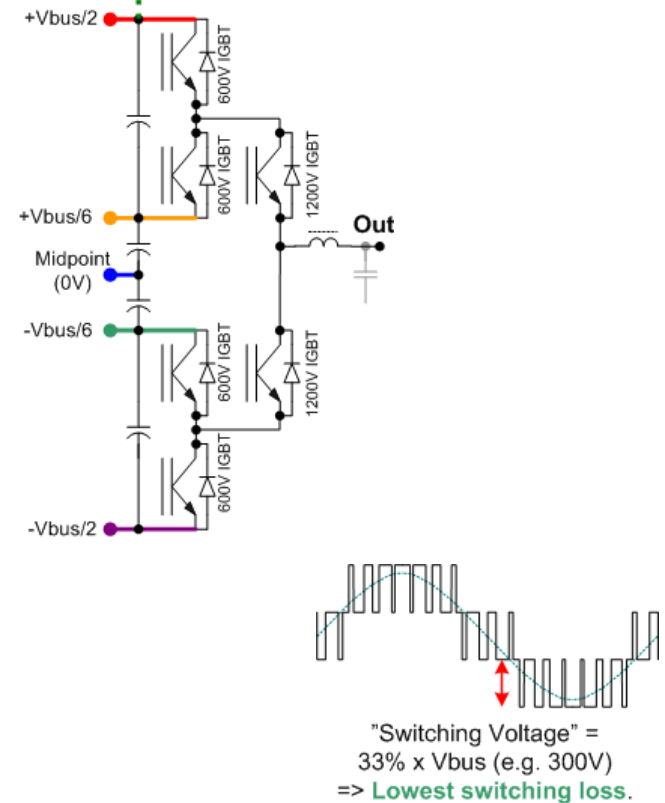 +Vbus/2
600V IGBT
600V IGBT
1200V IGBT
+Vbus/6
Out
Midpoint
(0V)
-Vbus/6
600V IGBT
1200V IGBT
600V IGBT
-Vbus/2
"Switching Voltage" =
33% x Vbus (e.g. 300V)
=> Lowest switching loss.